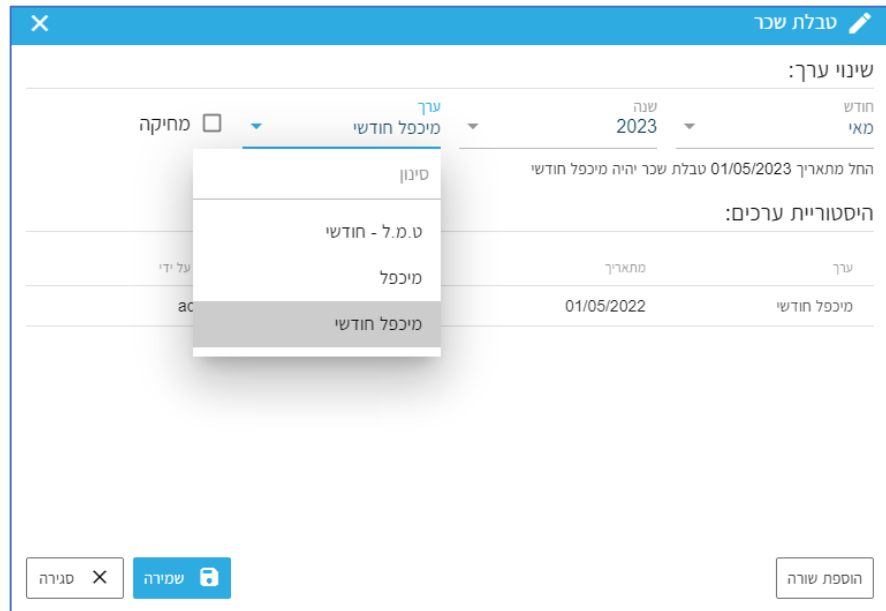 טבלת שכר
שינוי ערך:
חודש שנה ערך
מאי 2023 מיכפל חודשי מחיקה
החל מתאריך 01/05/2023 טבלת שכר יהיה מיכפל חודשי
סינון
ט.מ.ל - חודשי
מיכפל
מיכפל חודשי
היסטוריית ערכים:
ערך מתאריך על ידי
מיכפל חודשי 01/05/2022
הוספת שורה שמירה סגירה